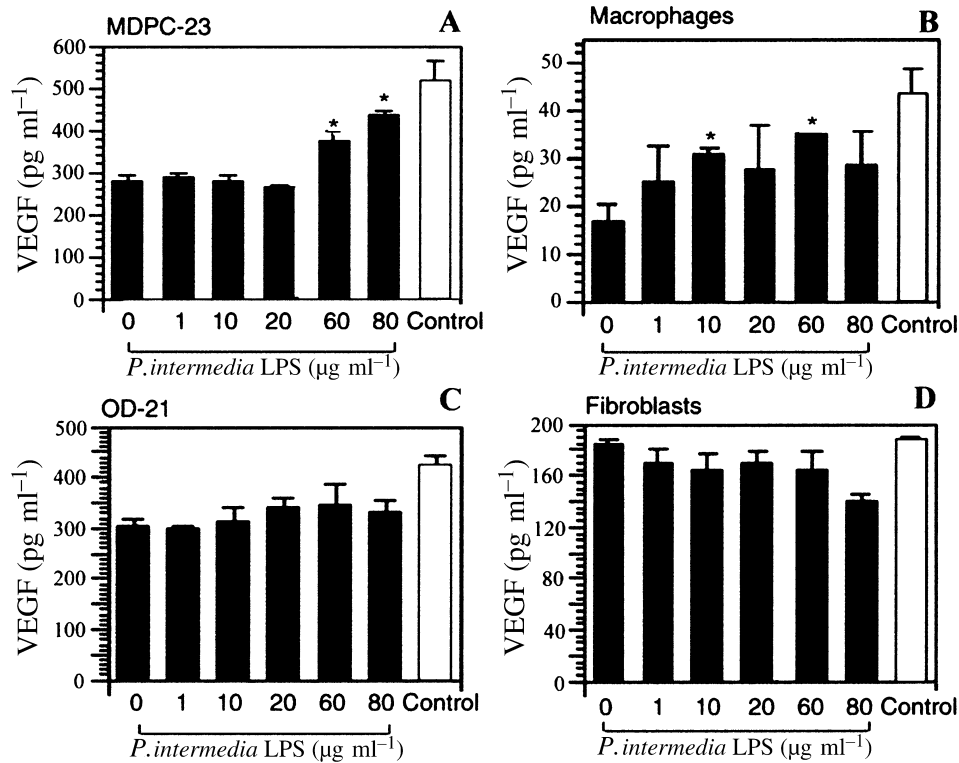 A
MDPC-23
VEGF (pg ml⁻¹)
600
500
400
300
200
100
0
* *
0 1 10 20 60 80 Control
P.intermedia LPS (µg ml⁻¹)
B
Macrophages
VEGF (pg ml⁻¹)
50
40
30
20
10
0
* *
0 1 10 20 60 80 Control
P.intermedia LPS (µg ml⁻¹)
C
OD-21
VEGF (pg ml⁻¹)
500
400
300
200
100
0
0 1 10 20 60 80 Control
P.intermedia LPS (µg ml⁻¹)
D
Fibroblasts
VEGF (pg ml⁻¹)
200
160
120
80
40
0
0 1 10 20 60 80 Control
P.intermedia LPS (µg ml⁻¹)